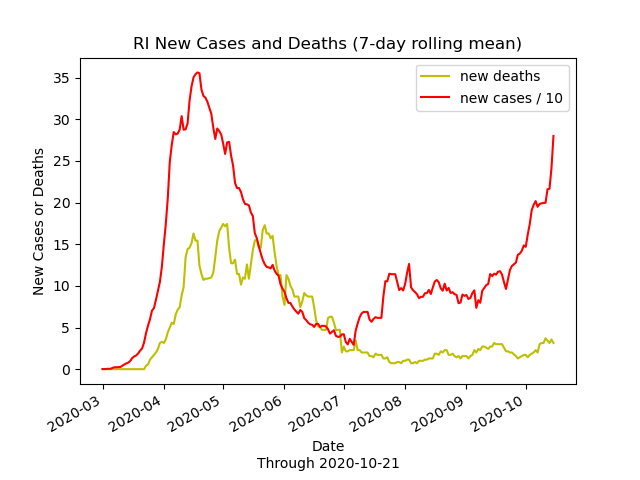 RI New Cases and Deaths (7-day rolling mean)
new deaths
new cases / 10
New Cases or Deaths
35
30
25
20
15
10
5
0
2020-03
2020-04
2020-05
2020-06
2020-07
2020-08
2020-09
2020-10
Date
Through 2020-10-21